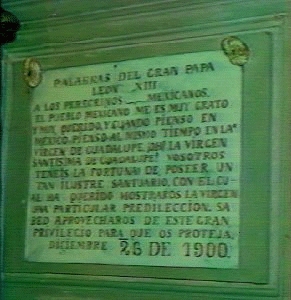 PALABRAS DEL GRAN PAPA
LEON XIII
A LOS PEREGRINOS MEXICANOS.
EL PUEBLO MEXICANO ME ES MUY GRATO
Y MUY QUERIDO, Y CUANDO PIENSO EN
MEXICO, PIENSO AL MISMO TIEMPO EN LA
VIRGEN DE GUADALUPE. ¡OH! LA VIRGEN
SANTISIMA DE GUADALUPE! VOSOTROS
TENEIS LA FORTUNA DE POSEER UN
TAN ILUSTRE SANTUARIO, CON EL CU
AL HA QUERIDO MOSTRAROS LA VIRGEN
UNA PARTICULAR PREDILECCION. SA
BED APROVECHAROS DE ESTE GRAN
PRIVILEGIO PARA QUE OS PROTEJA.
DICIEMBRE 28 DE 1900.